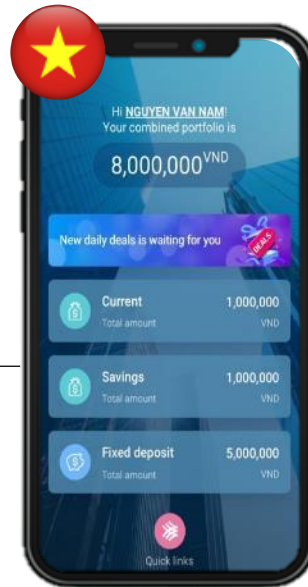 Hi NGUYEN VAN NAM!
Your combined portfolio is
8,000,000 VND
New daily deals is waiting for you
DEALS
Current 1,000,000
Total amount VND
Savings 1,000,000
Total amount VND
Fixed deposit 5,000,000
Total amount VND
Quick links